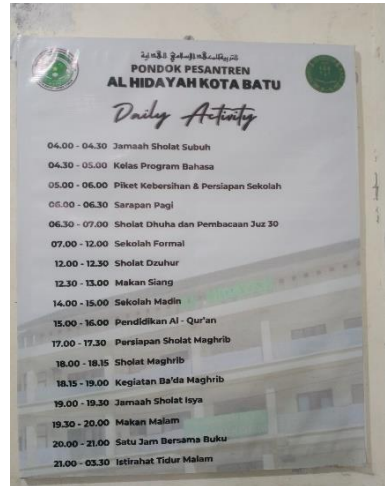 PONDOK PESANTREN
AL HIDAYAH KOTA BATU
Daily Activity
04.00 - 04.30 Jamaah Sholat Subuh
04.30 - 05.00 Kelas Program Bahasa
05.00 - 06.00 Piket Kebersihan & Persiapan Sekolah
06.00 - 06.30 Sarapan Pagi
06.30 - 07.00 Sholat Dhuha dan Pembacaan Juz 30
07.00 - 12.00 Sekolah Formal
12.00 - 12.30 Sholat Dzuhur
12.30 - 13.00 Makan Siang
14.00 - 15.00 Sekolah Madin
15.00 - 16.00 Pendidikan Al - Qur'an
17.00 - 17.30 Persiapan Sholat Maghrib
18.00 - 18.15 Sholat Maghrib
18.15 - 19.00 Kegiatan Ba'da Maghrib
19.00 - 19.30 Jamaah Sholat Isya
19.30 - 20.00 Makan Malam
20.00 - 21.00 Satu Jam Bersama Buku
21.00 - 03.30 Istirahat Tidur Malam